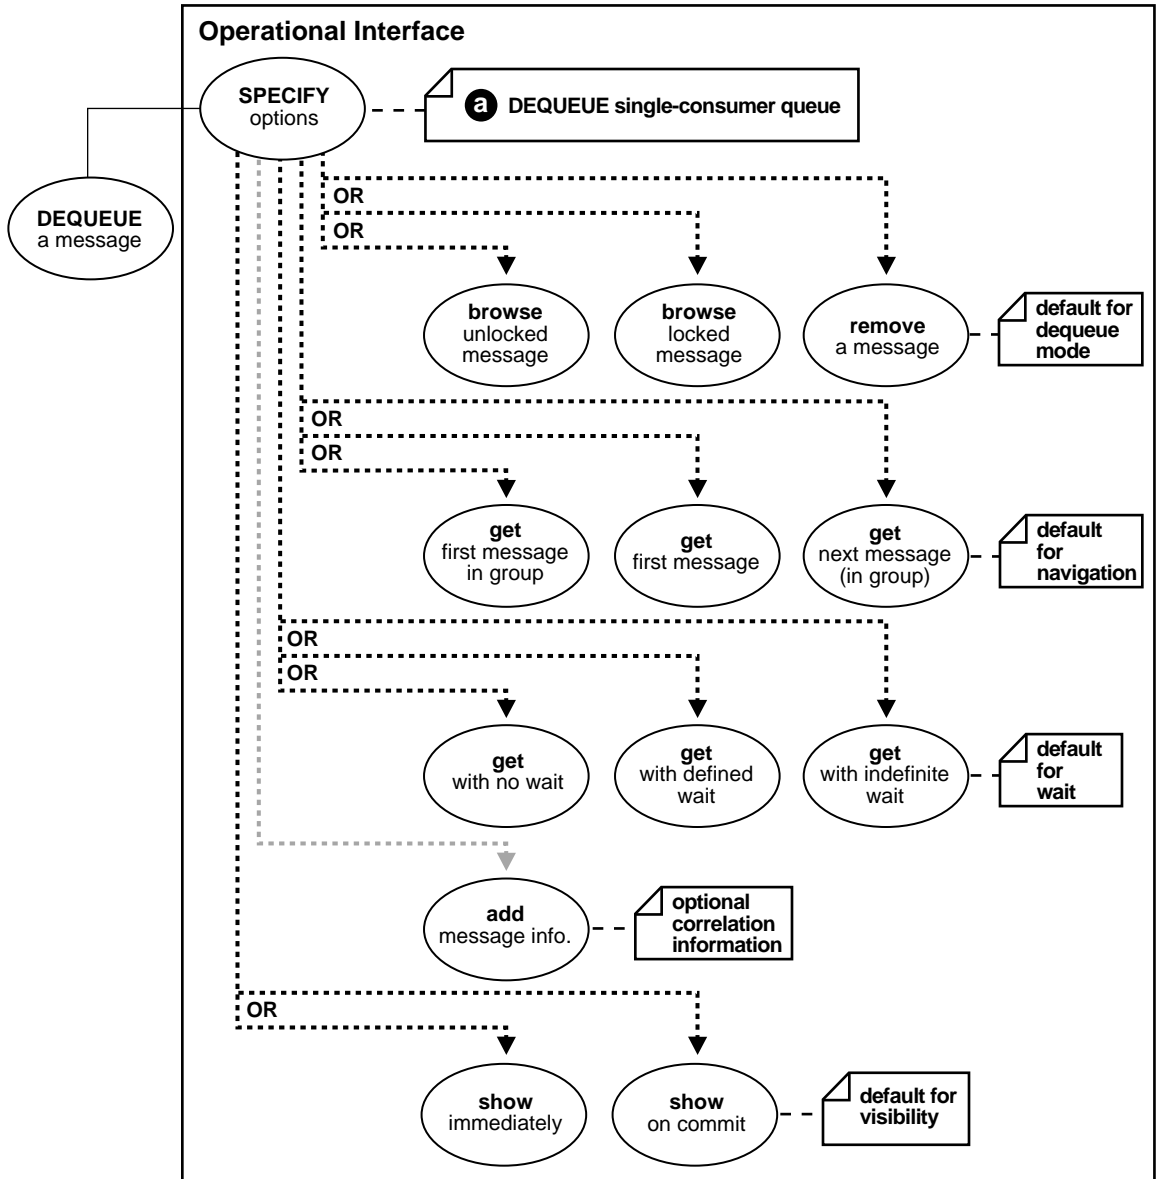 Operational Interface
SPECIFY
options
a DEQUEUE single-consumer queue
DEQUEUE
a message
OR
OR
browse
unlocked
message
browse
locked
message
remove
a message
default for
dequeue
mode
OR
OR
get
first message
in group
get
first message
get
next message
(in group)
default
for
navigation
OR
OR
get
with no wait
get
with defined
wait
get
with indefinite
wait
default
for
wait
add
message info.
optional
correlation
information
OR
show
immediately
show
on commit
default for
visibility